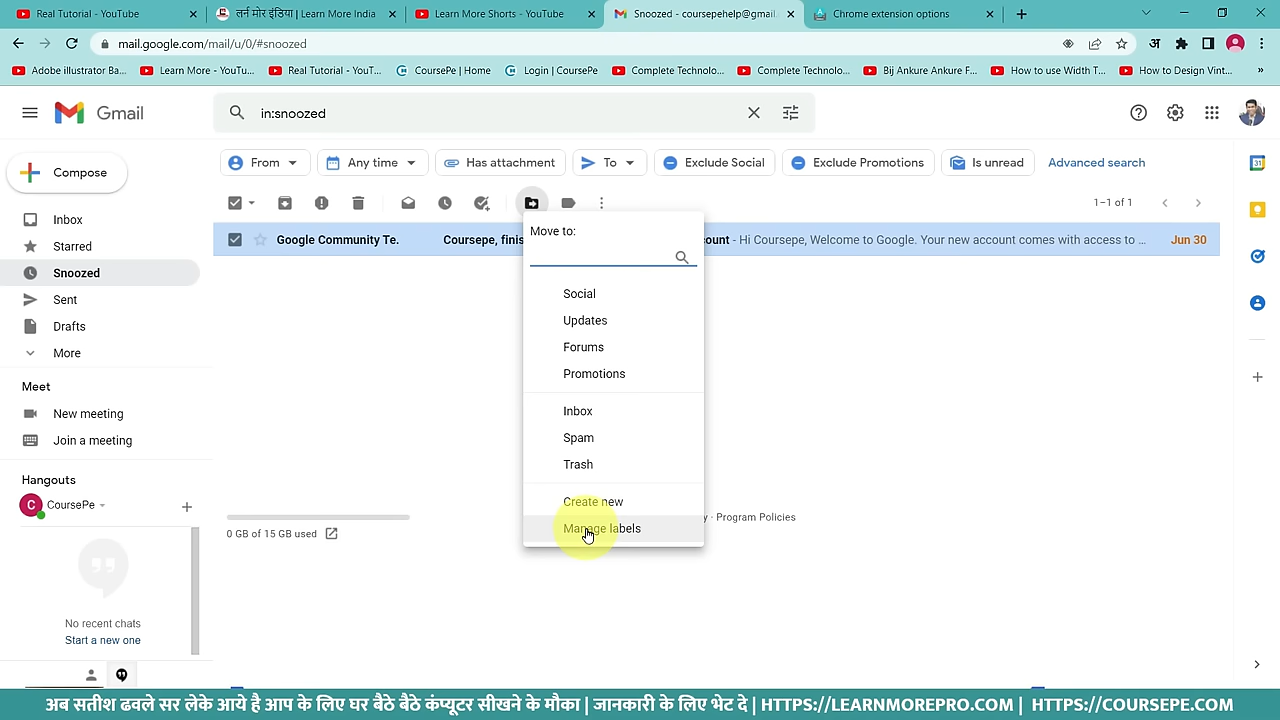 Real Tutorial - YouTube
लर्न मोर इंडिया | Learn More India
Learn More Shorts - YouTube
Snoozed - coursepehelp@gmail.
Chrome extension options
mail.google.com/mail/u/0/#snoozed
अ
Adobe illustrator Ba...
Learn More - YouTu...
Real Tutorial - YouT...
CoursePe | Home
Login | CoursePe
Complete Technolo...
Complete Technolo...
Bij Ankure Ankure F...
How to use Width T...
How to Design Vint...
Gmail
in:snoozed
Compose
From
Any time
Has attachment
To
Exclude Social
Exclude Promotions
Is unread
Advanced search
1–1 of 1
Inbox
Starred
Snoozed
Sent
Drafts
More
Google Community Te.
Coursepe, finis
count - Hi Coursepe, Welcome to Google. Your new account comes with access to ...
Jun 30
Move to:
Social
Updates
Forums
Promotions
Inbox
Spam
Trash
Create new
Manage labels
Meet
New meeting
Join a meeting
Hangouts
C
CoursePe
No recent chats
Start a new one
0 GB of 15 GB used
y · Program Policies
31
अब सतीश ढवले सर लेके आये है आप के लिए घर बैठे बैठे कंप्यूटर सीखने के मौका | जानकारी के लिए भेट दे | HTTPS://LEARNMOREPRO.COM | HTTPS://COURSEPE.COM